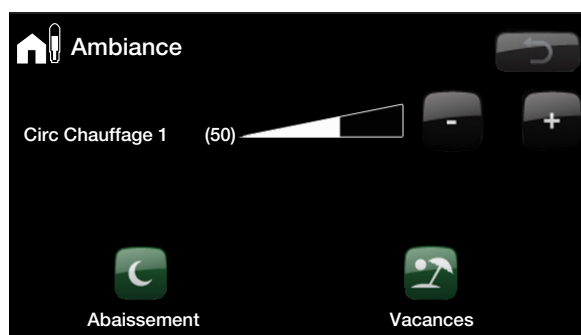 Ambiance
Circ Chauffage 1 (50) - +
Abaissement Vacances